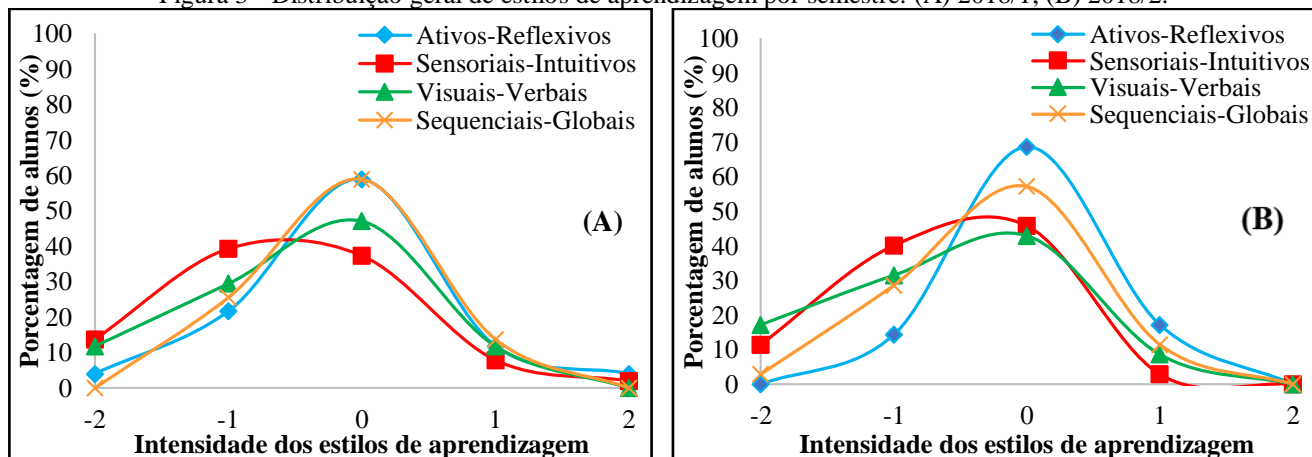 Figura 3 – Distribuição geral de estilos de aprendizagem por semestre: (A) 2018/1; (B) 2018/2.
Porcentagem de alunos (%)
100
90
80
70
60
50
40
30
20
10
0
Ativos-Reflexivos
Sensoriais-Intuitivos
Visuais-Verbais
Sequenciais-Globais
(A)
-2 -1 0 1 2
Intensidade dos estilos de aprendizagem
Porcentagem de alunos (%)
100
90
80
70
60
50
40
30
20
10
0
Ativos-Reflexivos
Sensoriais-Intuitivos
Visuais-Verbais
Sequenciais-Globais
(B)
-2 -1 0 1 2
Intensidade dos estilos de aprendizagem